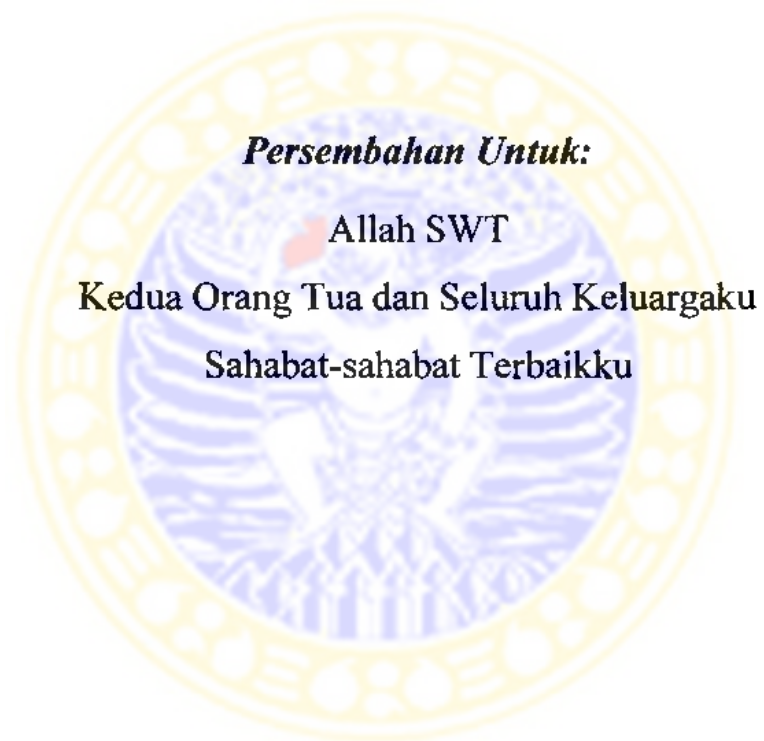 Persembahan Untuk:
Allah SWT
Kedua Orang Tua dan Seluruh Keluargaku
Sahabat-sahabat Terbaikku